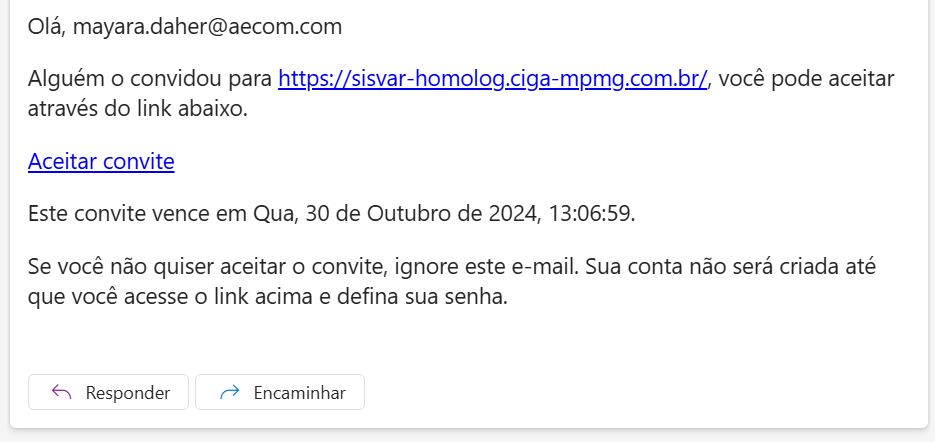 Olá, mayara.daher@aecom.com
Alguém o convidou para https://sisvar-homolog.ciga-mpmg.com.br/, você pode aceitar
através do link abaixo.
Aceitar convite
Este convite vence em Qua, 30 de Outubro de 2024, 13:06:59.
Se você não quiser aceitar o convite, ignore este e-mail. Sua conta não será criada até
que você acesse o link acima e defina sua senha.
Responder Encaminhar